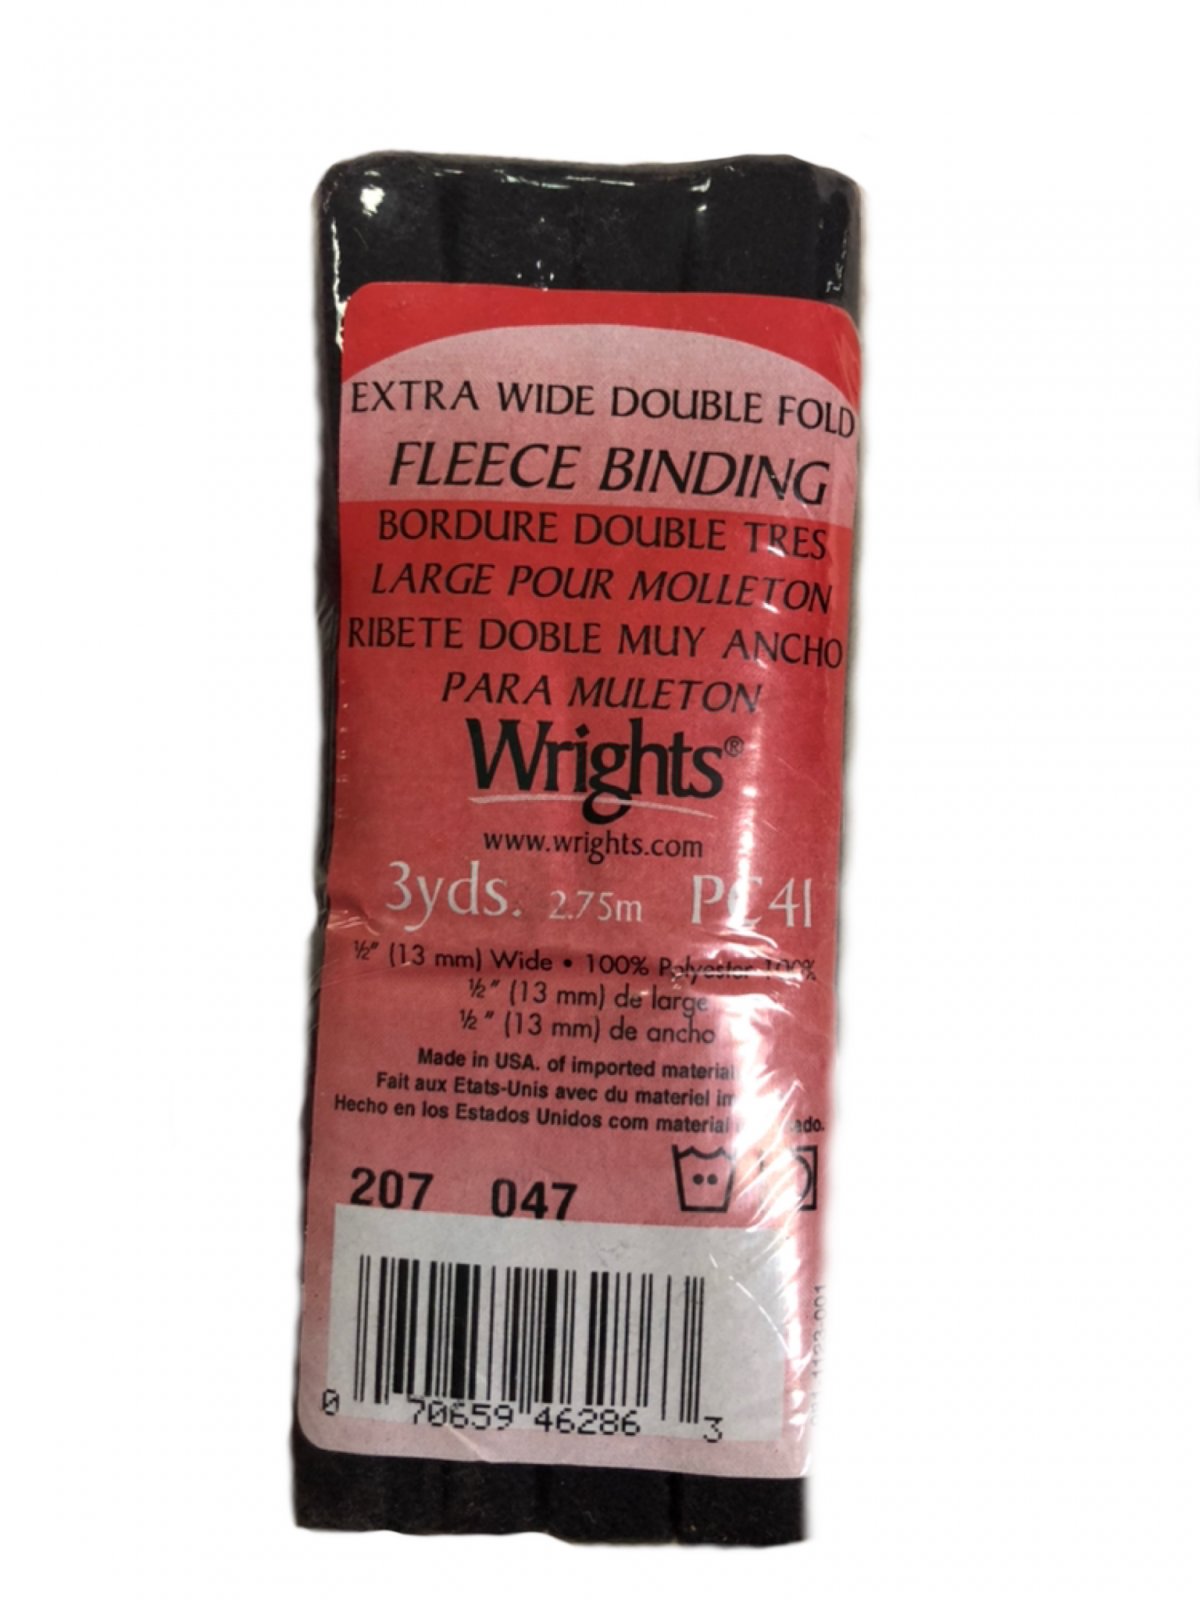 EXTRA WIDE DOUBLE FOLD
FLEECE BINDING
BORDURE DOUBLE TRES
LARGE POUR MOLLETON
RIBETE DOBLE MUY ANCHO
PARA MULETON
Wrights®
www.wrights.com
3yds. 2.75m PC41
½" (13 mm) Wide • 100% Polyester 100%
½" (13 mm) de large
½" (13 mm) de ancho
Made in USA. of imported material
Fait aux Etats-Unis avec du materiel
Hecho en los Estados Unidos com material
207 047
0 70659 46286 3